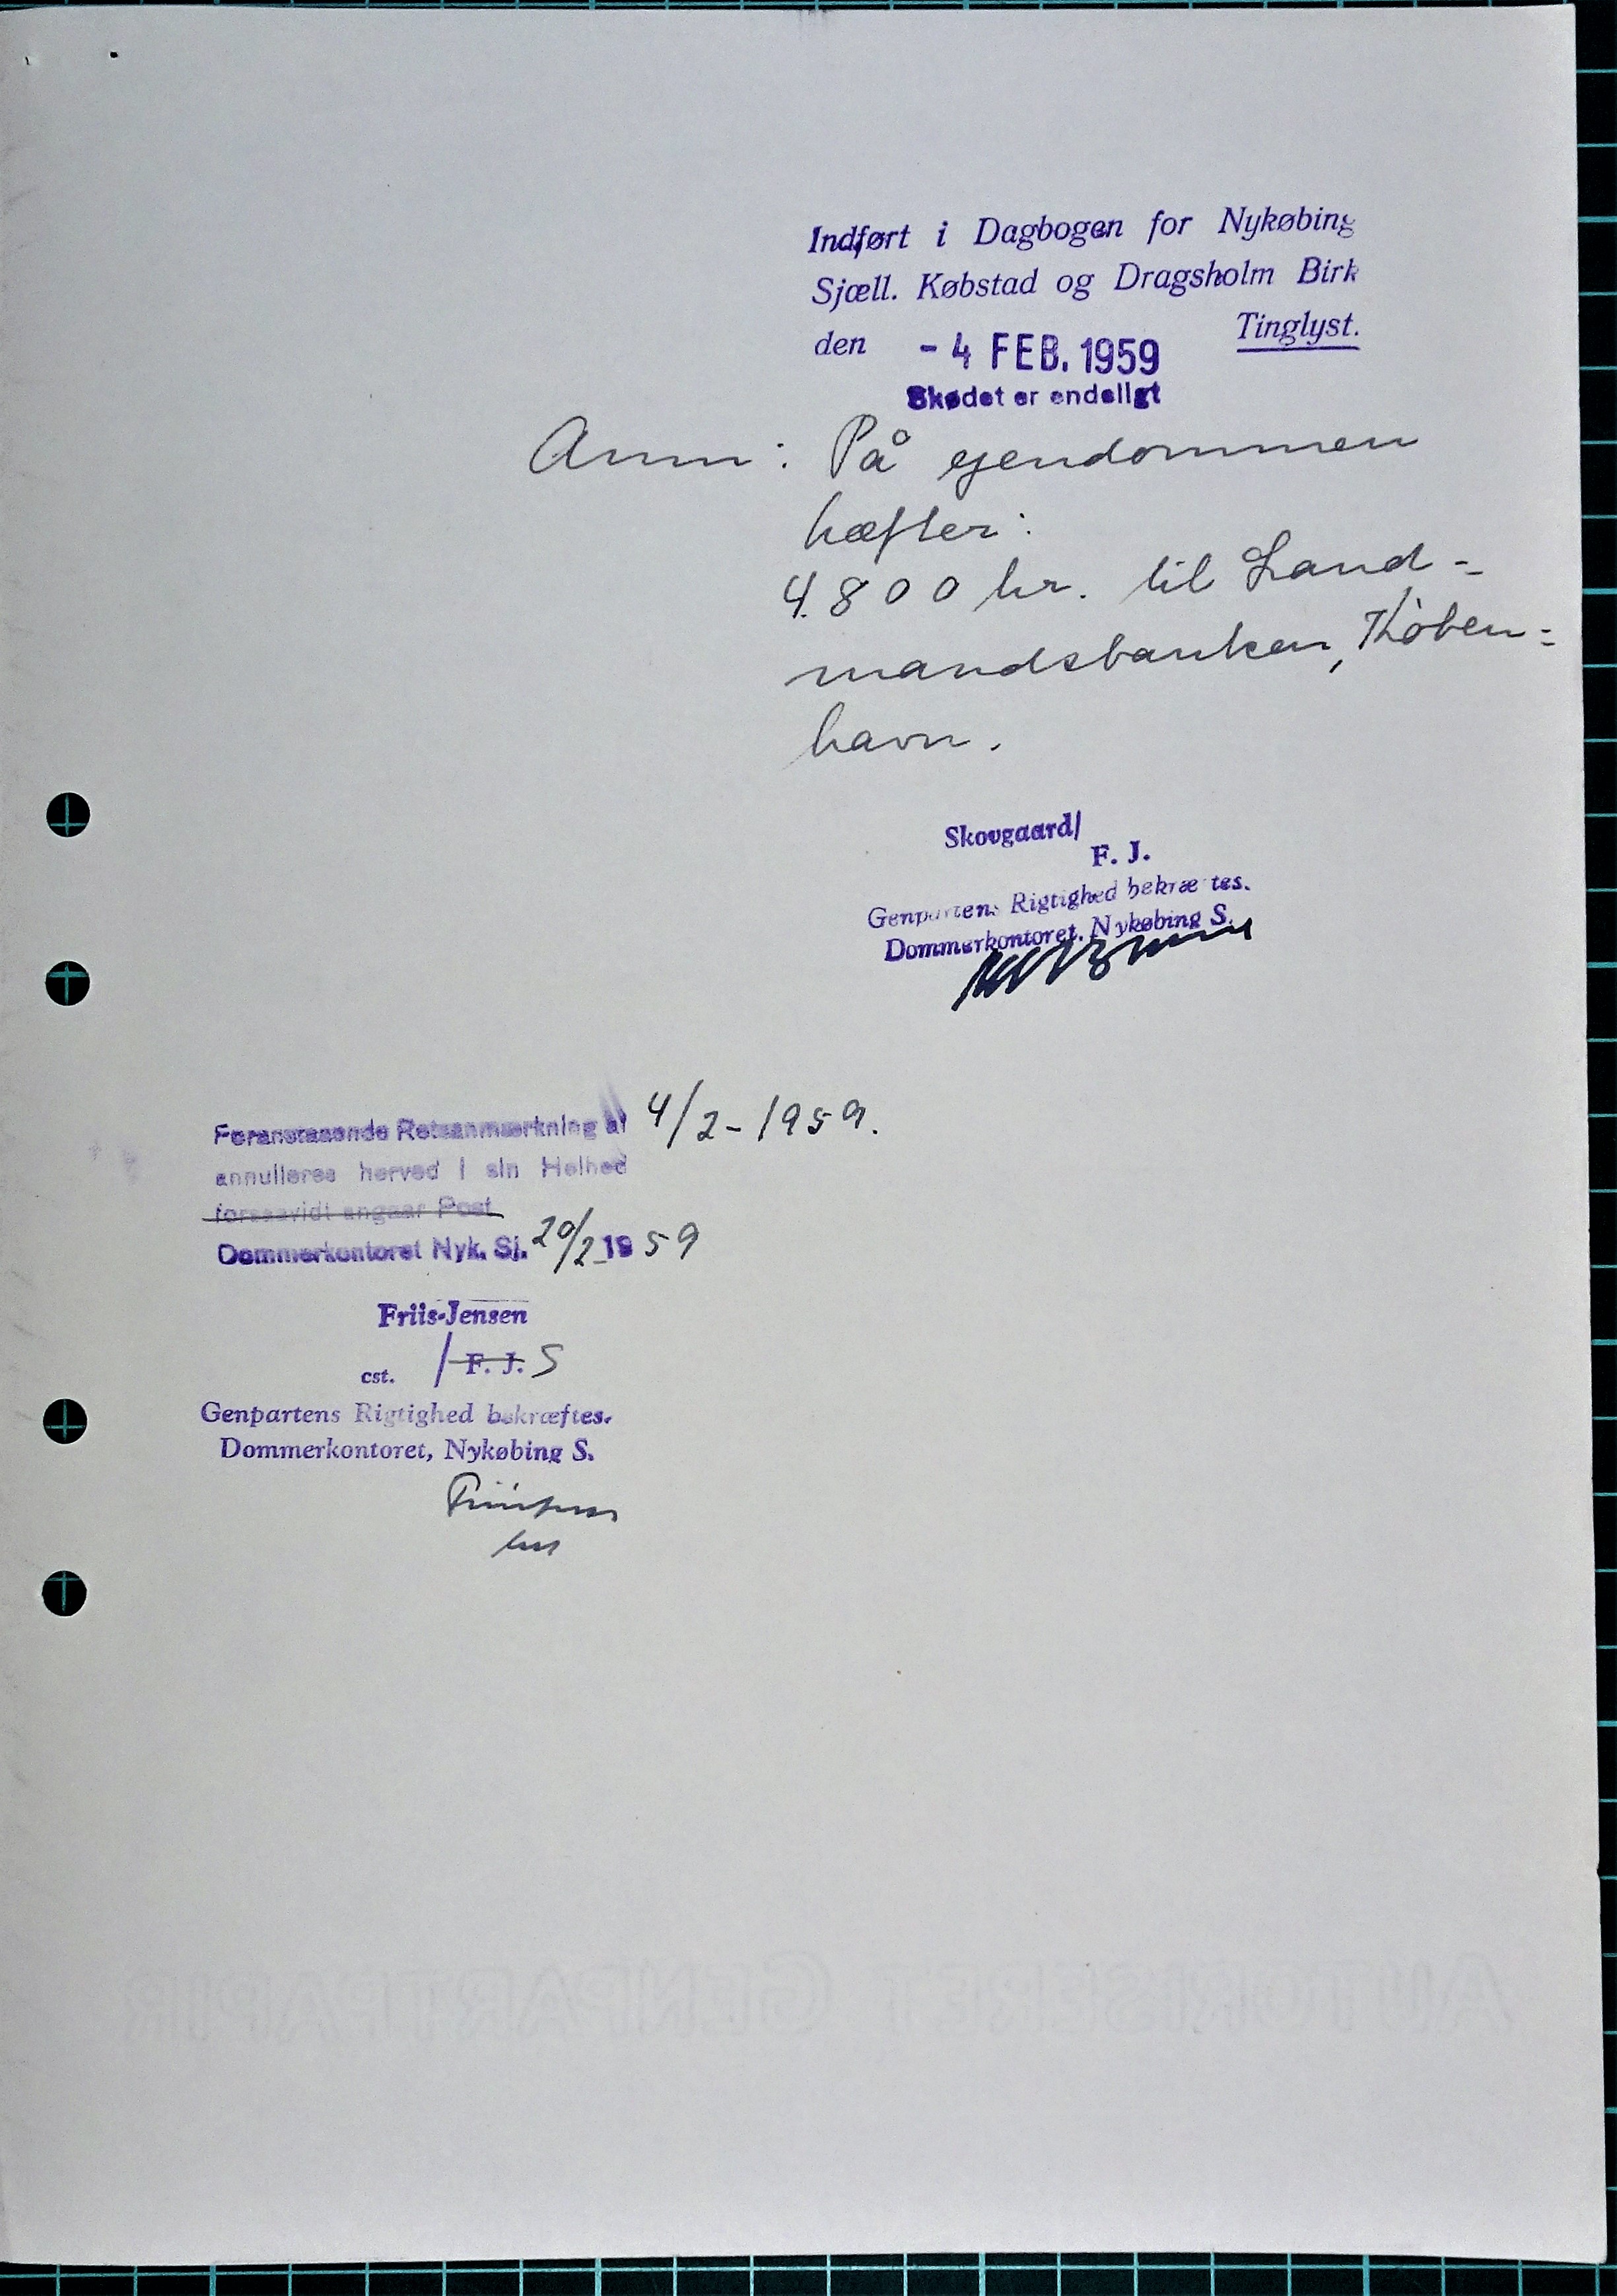 Indført i Dagbogen for Nykøbing
Sjæll. Købstad og Dragsholm Birk
den - 4 FEB. 1959 Tinglyst.
Skødet er endeligt
Anm: På ejendommen
hæfter:
4.800 kr. til Land-
mandsbanken, Køben-
havn.
Skovgaard/
F. J.
Genpartens Rigtighed bekræftes.
Dommerkontoret, Nykøbing S.
Foranstaaende Retsanmærkning af 4/2-1959.
annulleres herved i sin Helhed
forsaavidt angaar Post
Dommerkontoret Nyk. Sj. 20/2 1959
Friis-Jensen
cst. /F. J. S
Genpartens Rigtighed bekræftes.
Dommerkontoret, Nykøbing S.
AUTORISERET GENPARTPAPIR